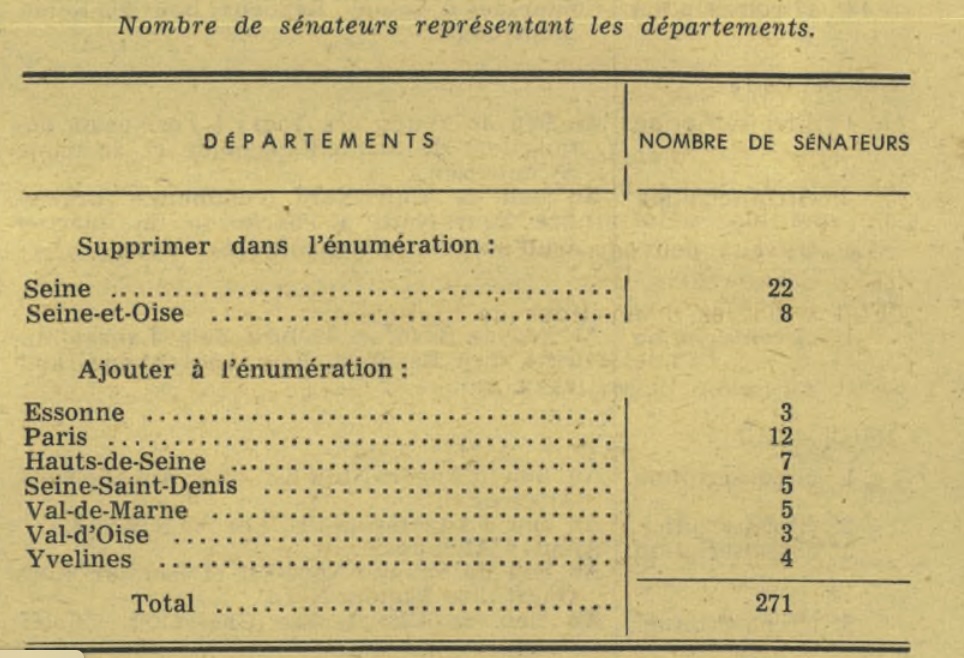 Nombre de sénateurs représentant les départements.
DÉPARTEMENTS NOMBRE DE SÉNATEURS
Supprimer dans l'énumération :
Seine ........................................ 22
Seine-et-Oise ................................ 8
Ajouter à l'énumération :
Essonne ...................................... 3
Paris ........................................ 12
Hauts-de-Seine ............................... 7
Seine-Saint-Denis ............................ 5
Val-de-Marne ................................. 5
Val-d'Oise ................................... 3
Yvelines ..................................... 4
Total ........................................ 271